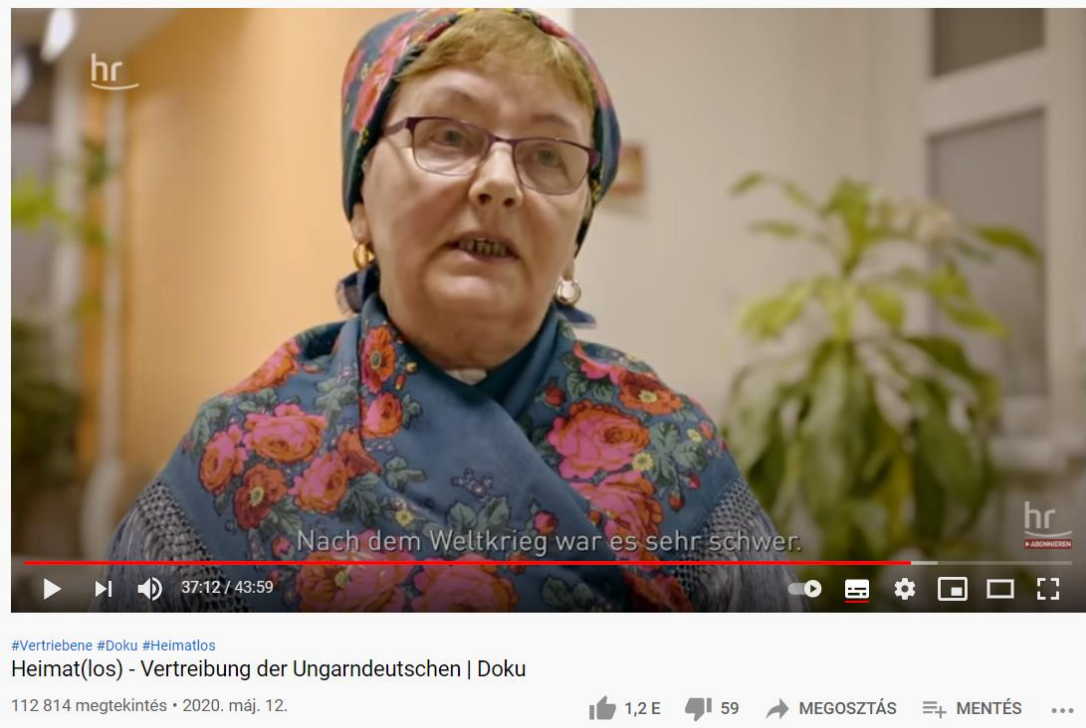 hr
Nach dem Weltkrieg war es sehr schwer.
hr
ABONNIEREN
37:12 / 43:59
#Vertriebene #Doku #Heimatlos
Heimat(los) - Vertreibung der Ungarndeutschen | Doku
112 814 megtekintés • 2020. máj. 12.
1,2 E 59 MEGOSZTÁS MENTÉS